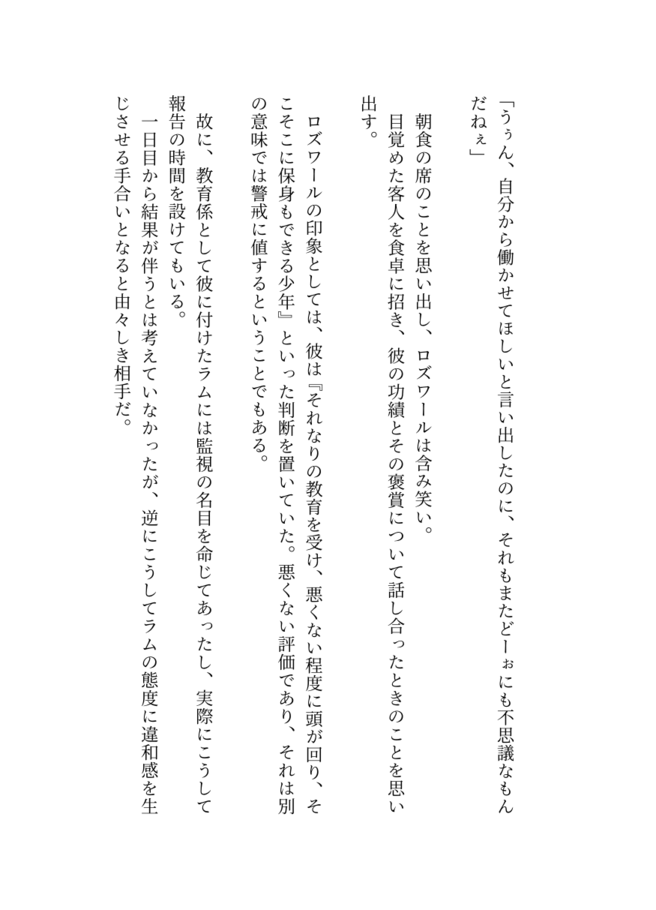 「うぅん、自分から働かせてほしいと言い出したのに、それもまたどーぉにも不思議なもん
だねぇ」
朝食の席のことを思い出し、ロズワールは含み笑い。
目覚めた客人を食卓に招き、彼の功績とその褒賞について話し合ったときのことを思い
出す。
ロズワールの印象としては、彼は『それなりの教育を受け、悪くない程度に頭が回り、そ
こそこに保身もできる少年』といった判断を置いていた。悪くない評価であり、それは別
の意味では警戒に値するということでもある。
故に、教育係として彼に付けたラムには監視の名目を命じてあったし、実際にこうして
報告の時間を設けてもいる。
一日目から結果が伴うとは考えていなかったが、逆にこうしてラムの態度に違和感を生
じさせる手合いとなると由々しき相手だ。